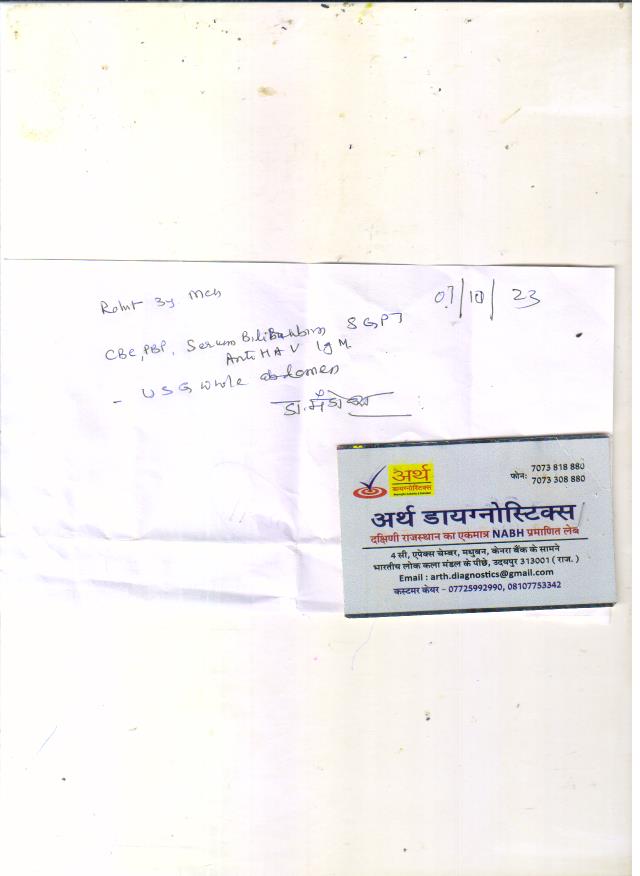 Rohit 3y Mch
07/10/23
CBC, PBF, Serum Bilirubin SGPT
Anti HAV IgM
- USG whole abdomen
डा.
अर्थ
डायग्नोस्टिक्स
फोन: 7073 818 880
7073 308 880
अर्थ डायग्नोस्टिक्स
दक्षिणी राजस्थान का एकमात्र NABH प्रमाणित लेब
4 सी, एपेक्स चेम्बर, मधुबन, केनरा बैंक के सामने
भारतीय लोक कला मंडल के पीछे, उदयपुर 313001 ( राज. )
Email : arth.diagnostics@gmail.com
कस्टमर केयर - 07725992990, 08107753342